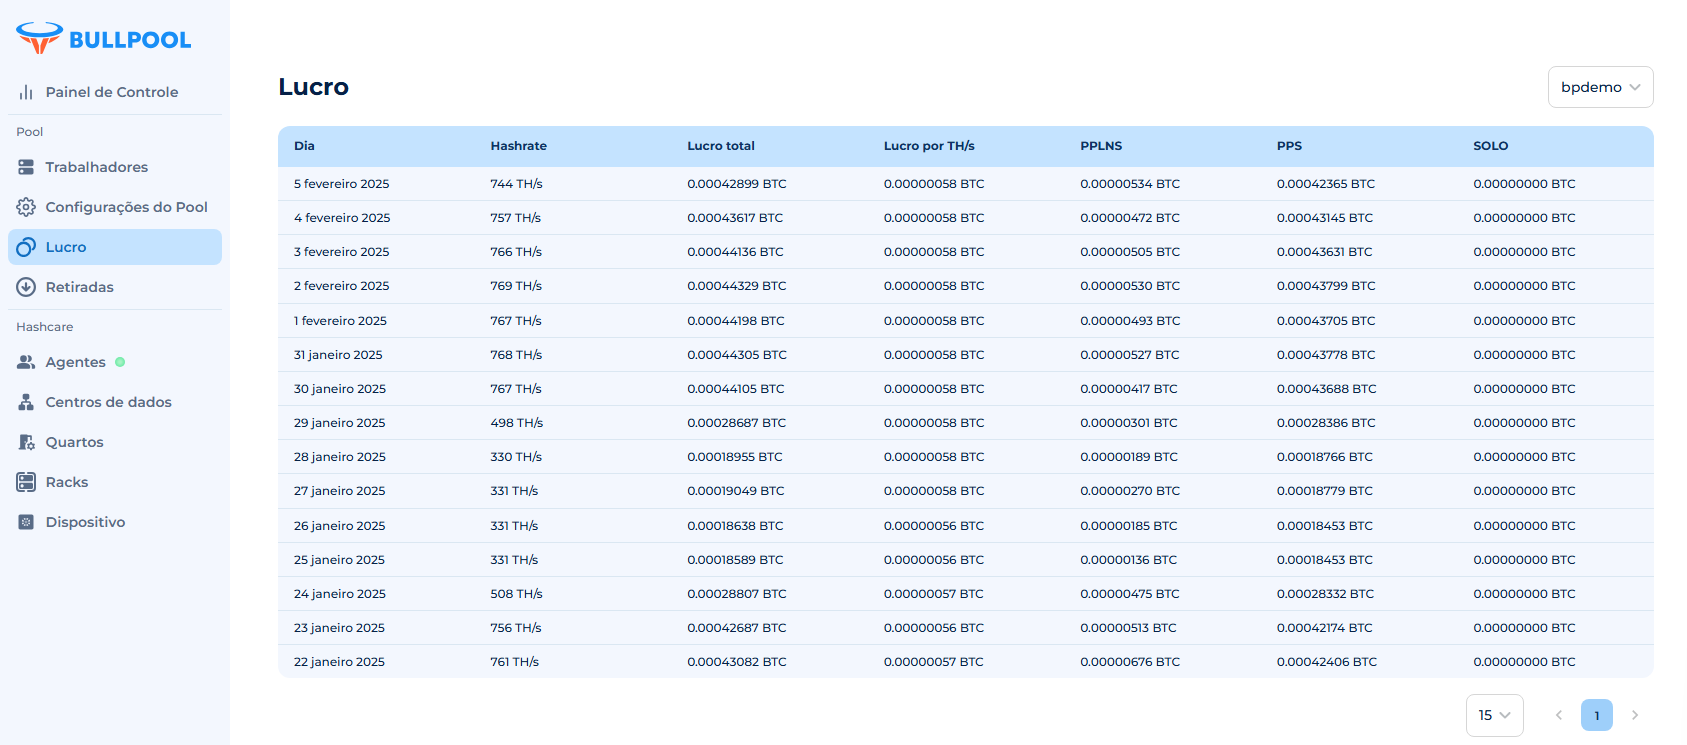 BULLPOOL
Painel de Controle
Pool
Trabalhadores
Configurações do Pool
Lucro
Retiradas
Hashcare
Agentes
Centros de dados
Quartos
Racks
Dispositivo
Lucro
bpdemo
Dia Hashrate Lucro total Lucro por TH/s PPLNS PPS SOLO
5 fevereiro 2025 744 TH/s 0.00042899 BTC 0.00000058 BTC 0.00000534 BTC 0.00042365 BTC 0.00000000 BTC
4 fevereiro 2025 757 TH/s 0.00043617 BTC 0.00000058 BTC 0.00000472 BTC 0.00043145 BTC 0.00000000 BTC
3 fevereiro 2025 766 TH/s 0.00044136 BTC 0.00000058 BTC 0.00000505 BTC 0.00043631 BTC 0.00000000 BTC
2 fevereiro 2025 769 TH/s 0.00044329 BTC 0.00000058 BTC 0.00000530 BTC 0.00043799 BTC 0.00000000 BTC
1 fevereiro 2025 767 TH/s 0.00044198 BTC 0.00000058 BTC 0.00000493 BTC 0.00043705 BTC 0.00000000 BTC
31 janeiro 2025 768 TH/s 0.00044305 BTC 0.00000058 BTC 0.00000527 BTC 0.00043778 BTC 0.00000000 BTC
30 janeiro 2025 767 TH/s 0.00044105 BTC 0.00000058 BTC 0.00000417 BTC 0.00043688 BTC 0.00000000 BTC
29 janeiro 2025 498 TH/s 0.00028687 BTC 0.00000058 BTC 0.00000301 BTC 0.00028386 BTC 0.00000000 BTC
28 janeiro 2025 330 TH/s 0.00018955 BTC 0.00000058 BTC 0.00000189 BTC 0.00018766 BTC 0.00000000 BTC
27 janeiro 2025 331 TH/s 0.00019049 BTC 0.00000058 BTC 0.00000270 BTC 0.00018779 BTC 0.00000000 BTC
26 janeiro 2025 331 TH/s 0.00018638 BTC 0.00000056 BTC 0.00000185 BTC 0.00018453 BTC 0.00000000 BTC
25 janeiro 2025 331 TH/s 0.00018589 BTC 0.00000056 BTC 0.00000136 BTC 0.00018453 BTC 0.00000000 BTC
24 janeiro 2025 508 TH/s 0.00028807 BTC 0.00000057 BTC 0.00000475 BTC 0.00028332 BTC 0.00000000 BTC
23 janeiro 2025 756 TH/s 0.00042687 BTC 0.00000056 BTC 0.00000513 BTC 0.00042174 BTC 0.00000000 BTC
22 janeiro 2025 761 TH/s 0.00043082 BTC 0.00000057 BTC 0.00000676 BTC 0.00042406 BTC 0.00000000 BTC
15 1